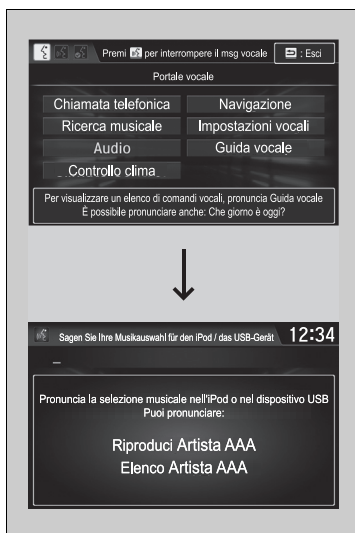 Premi per interrompere il msg vocale : Esci
Portale vocale
Chiamata telefonica Navigazione
Ricerca musicale Impostazioni vocali
Audio Guida vocale
Controllo clima
Per visualizzare un elenco di comandi vocali, pronuncia Guida vocale
È possibile pronunciare anche: Che giorno è oggi?
Sagen Sie Ihre Musikauswahl für den iPod / das USB-Gerät 12:34
Pronuncia la selezione musicale nell'iPod o nel dispositivo USB
Puoi pronunciare:
Riproduci Artista AAA
Elenco Artista AAA